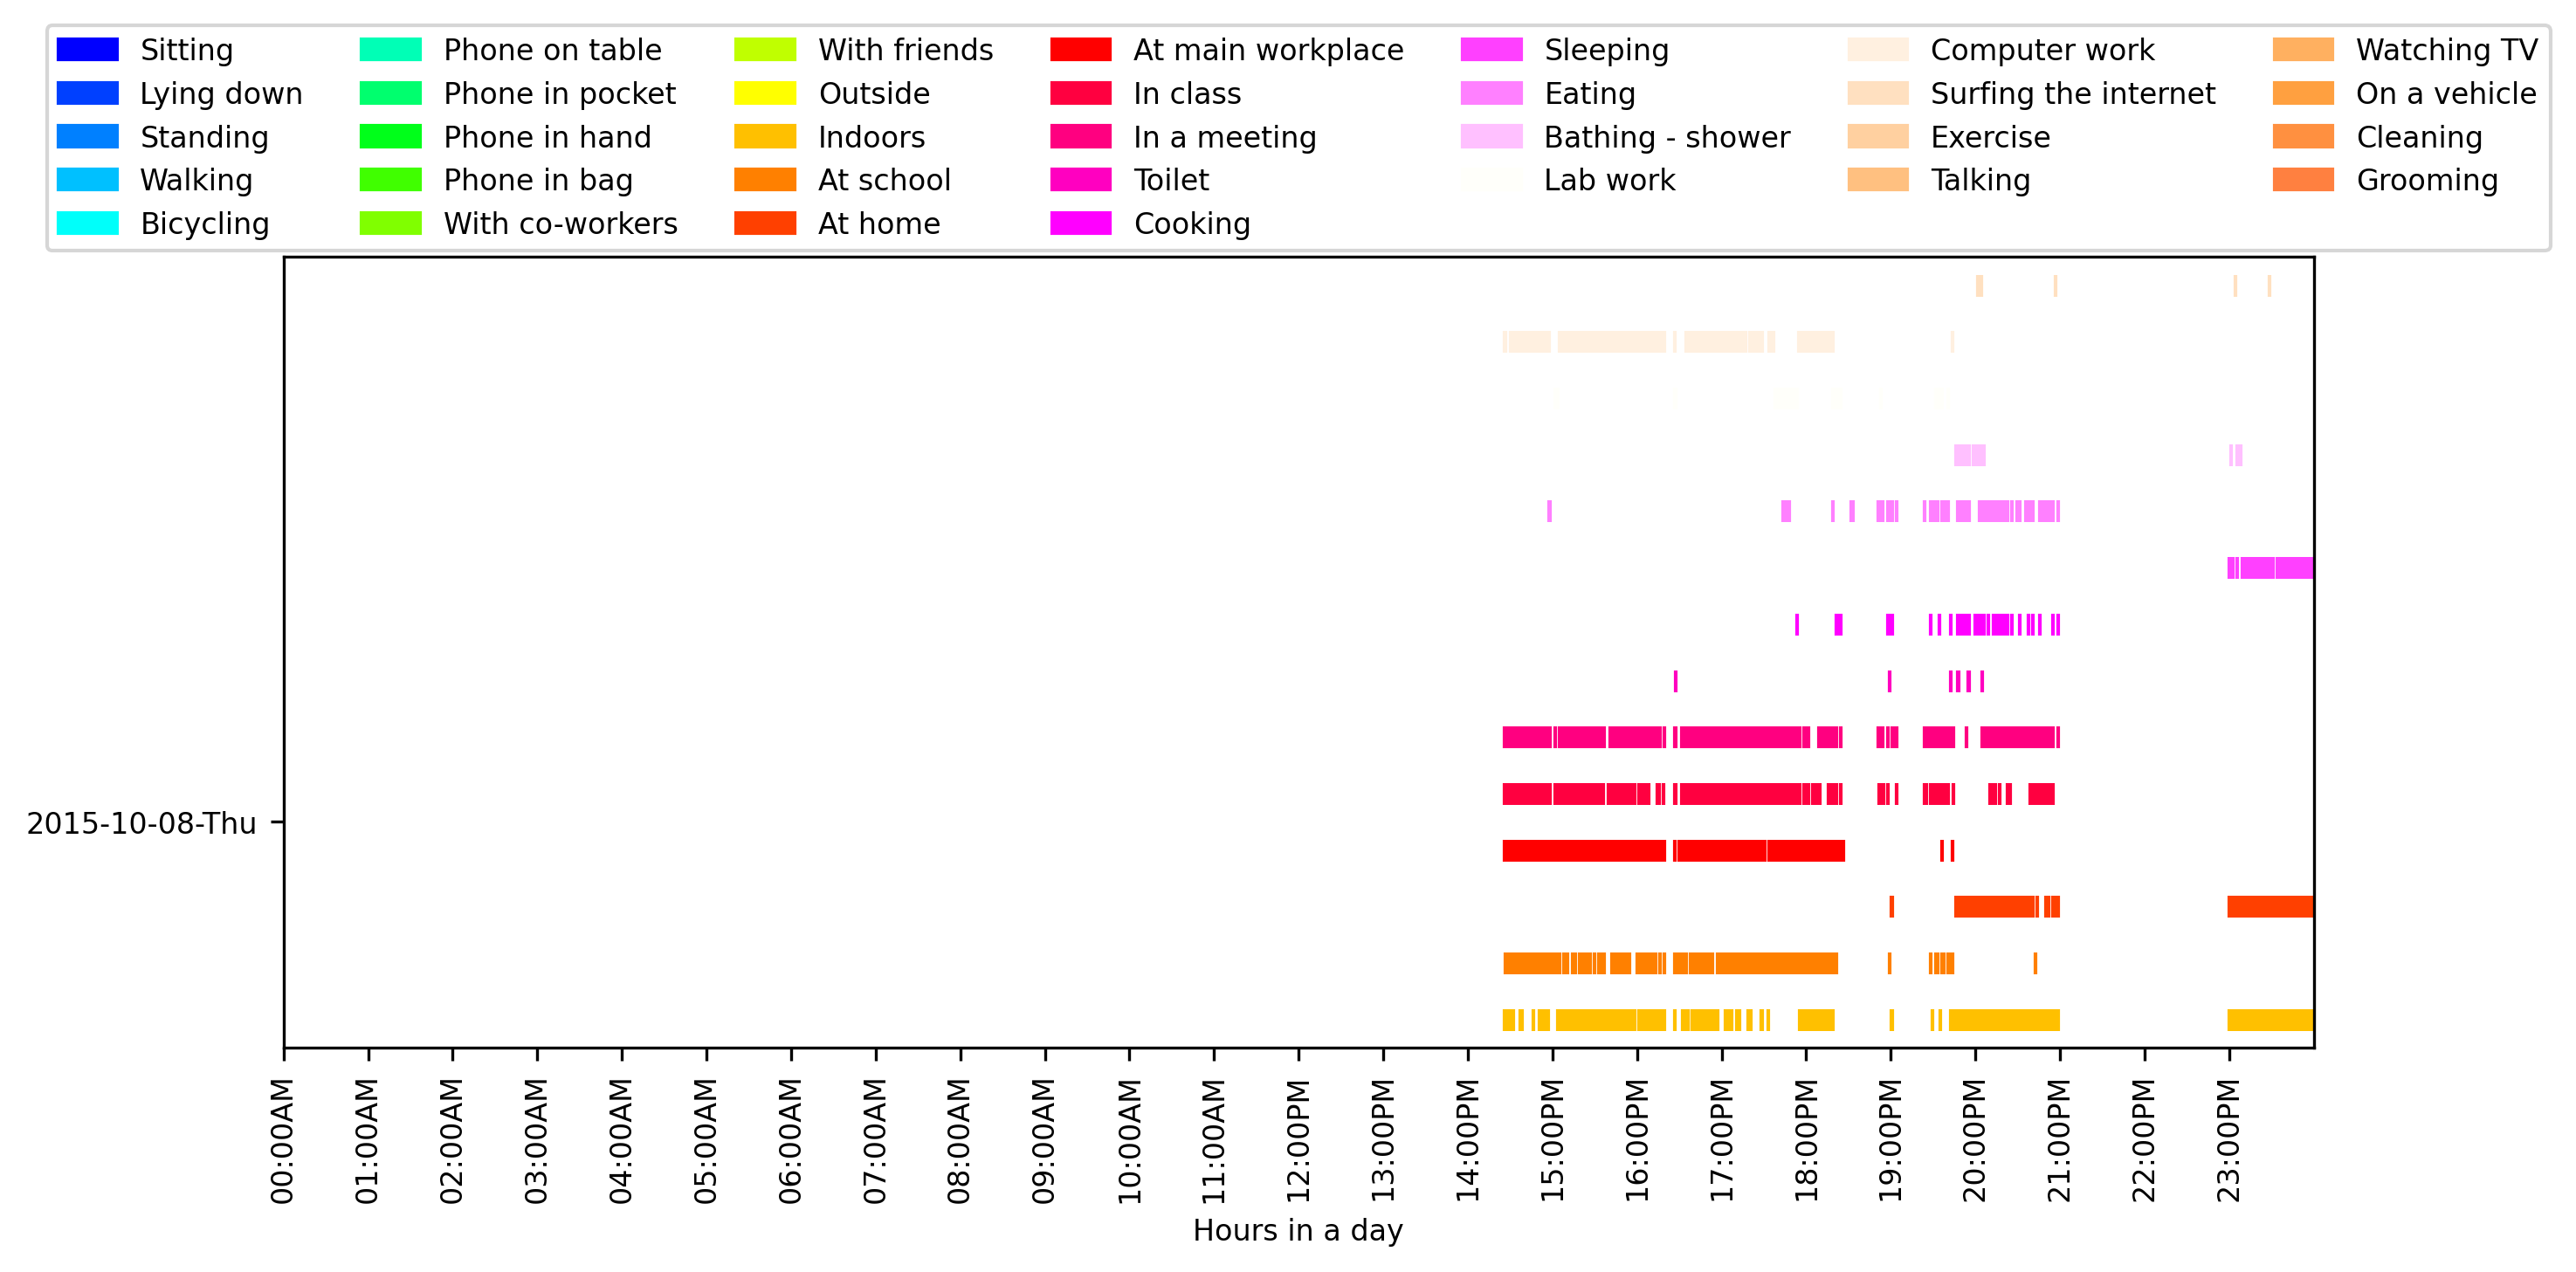 Sitting
Lying down
Standing
Walking
Bicycling
Phone on table
Phone in pocket
Phone in hand
Phone in bag
With co-workers
With friends
Outside
Indoors
At school
At home
At main workplace
In class
In a meeting
Toilet
Cooking
Sleeping
Eating
Bathing - shower
Lab work
Computer work
Surfing the internet
Exercise
Talking
Watching TV
On a vehicle
Cleaning
Grooming
2015-10-08-Thu
00:00AM
01:00AM
02:00AM
03:00AM
04:00AM
05:00AM
06:00AM
07:00AM
08:00AM
09:00AM
10:00AM
11:00AM
12:00PM
13:00PM
14:00PM
15:00PM
16:00PM
17:00PM
18:00PM
19:00PM
20:00PM
21:00PM
22:00PM
23:00PM
Hours in a day